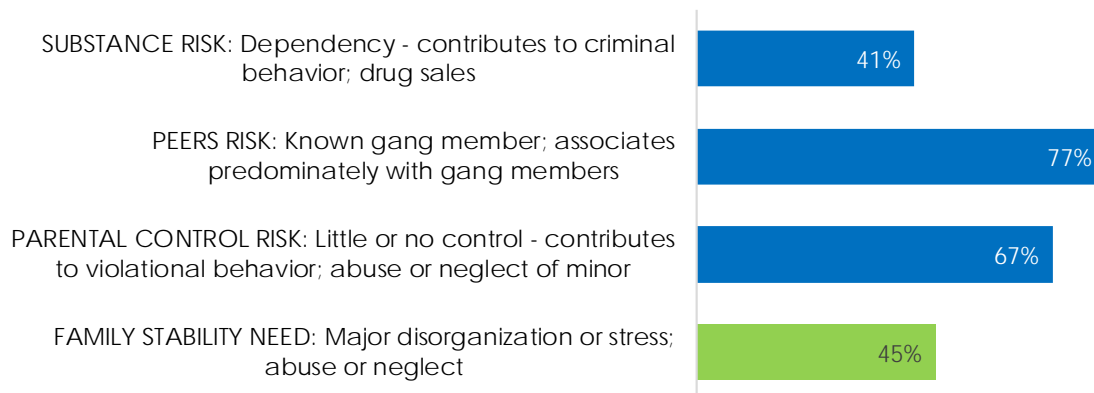 SUBSTANCE RISK: Dependency - contributes to criminal
behavior; drug sales
41%
PEERS RISK: Known gang member; associates
predominately with gang members
77%
PARENTAL CONTROL RISK: Little or no control - contributes
to violational behavior; abuse or neglect of minor
67%
FAMILY STABILITY NEED: Major disorganization or stress;
abuse or neglect
45%